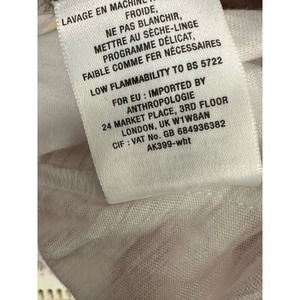 LAVAGE EN MACHINE
FROIDE,
NE PAS BLANCHIR,
METTRE AU SÈCHE-LINGE
PROGRAMME DÉLICAT,
FAIBLE COMME FER NÉCESSAIRES
LOW FLAMMABILITY TO BS 5722
FOR EU : IMPORTED BY
ANTHROPOLOGIE
24 MARKET PLACE, 3RD FLOOR
LONDON, UK W1W8AN
CIF : VAT No. GB 684936382
AK399-wht